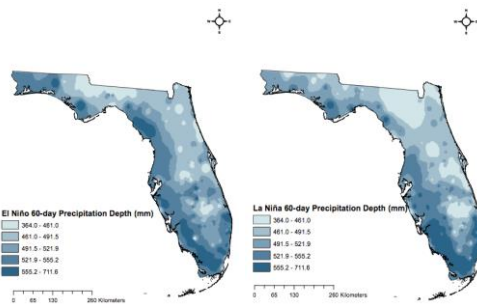 N
W E
S
N
W E
S
El Niño 60-day Precipitation Depth (mm)
364.0 - 461.0
461.0 - 491.5
491.5 - 521.9
521.9 - 555.2
555.2 - 711.6
0 65 130 260 Kilometers
La Niña 60-day Precipitation Depth (mm)
364.0 - 461.0
461.0 - 491.5
491.5 - 521.9
521.9 - 555.2
555.2 - 711.6
0 65 130 260 Kilometers